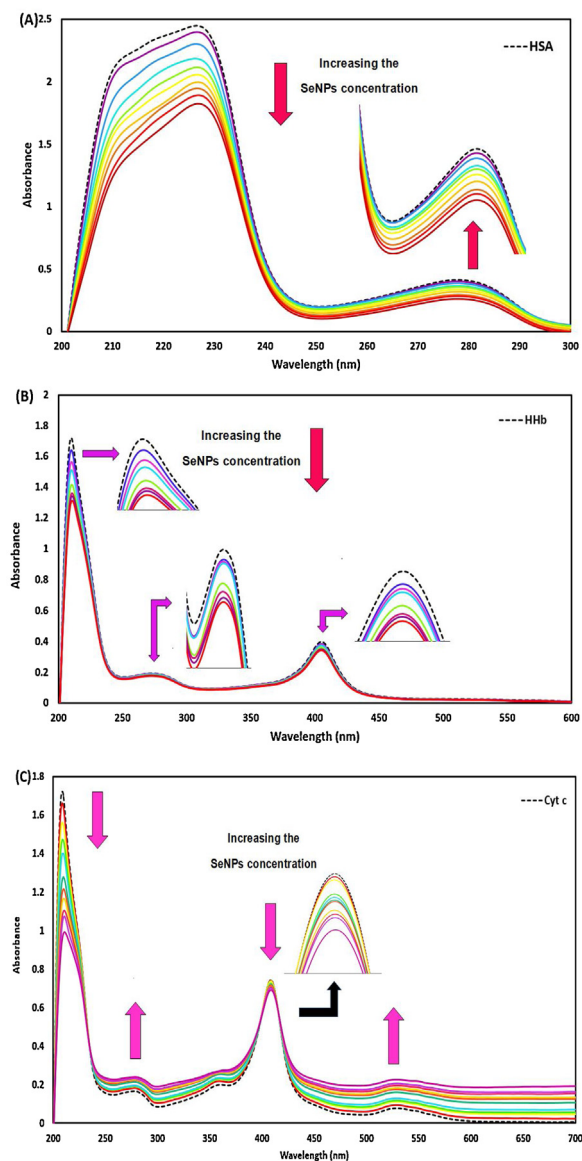 (A)
2.5
2
1.5
1
0.5
0
Absorbance
Increasing the
SeNPs concentration
HSA
200 210 220 230 240 250 260 270 280 290 300
Wavelength (nm)
(B)
2
1.8
1.6
1.4
1.2
1
0.8
0.6
0.4
0.2
0
Absorbance
Increasing the
SeNPs concentration
HHb
200 250 300 350 400 450 500 550 600
Wavelength (nm)
(C)
1.8
1.6
1.4
1.2
1
0.8
0.6
0.4
0.2
0
Absorbance
Increasing the
SeNPs concentration
Cyt c
200 250 300 350 400 450 500 550 600 650 700
Wavelength (nm)